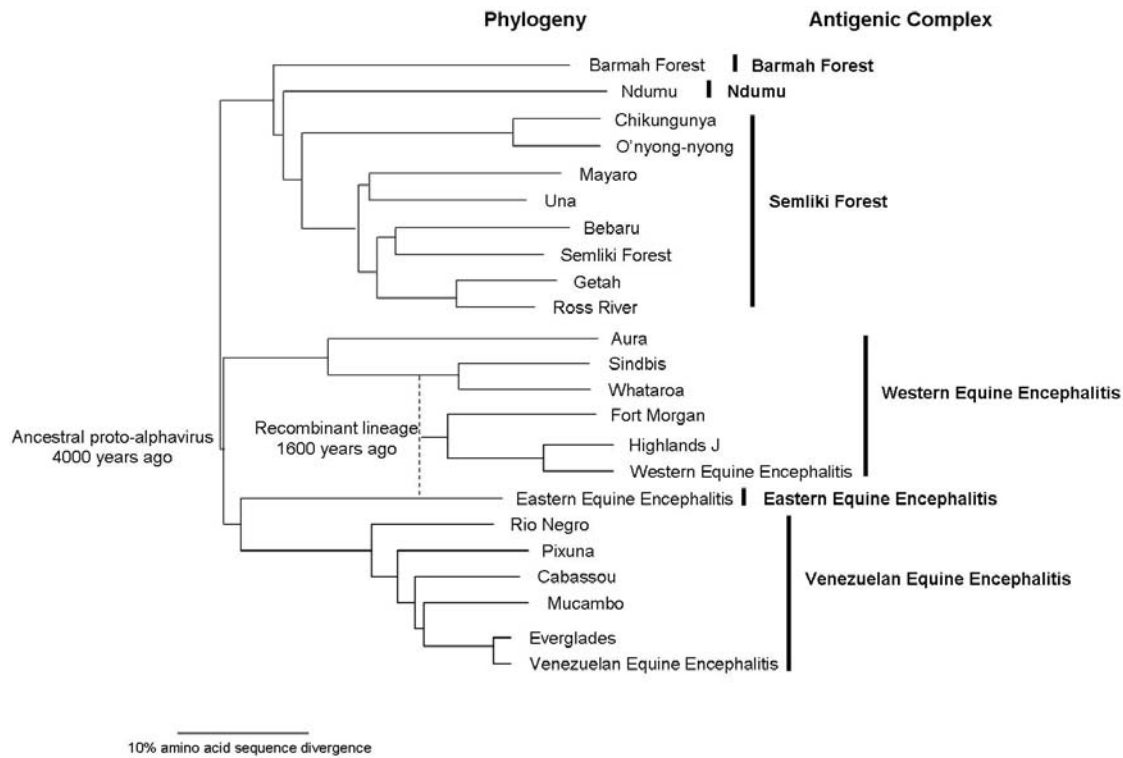 Phylogeny
Antigenic Complex
Barmah Forest
Barmah Forest
Ndumu
Ndumu
Chikungunya
O'nyong-nyong
Mayaro
Una
Semliki Forest
Bebaru
Semliki Forest
Getah
Ross River
Aura
Sindbis
Whataroa
Western Equine Encephalitis
Fort Morgan
Ancestral proto-alphavirus
4000 years ago
Recombinant lineage
1600 years ago
Highlands J
Western Equine Encephalitis
Eastern Equine Encephalitis
Eastern Equine Encephalitis
Rio Negro
Pixuna
Cabassou
Venezuelan Equine Encephalitis
Mucambo
Everglades
Venezuelan Equine Encephalitis
10% amino acid sequence divergence